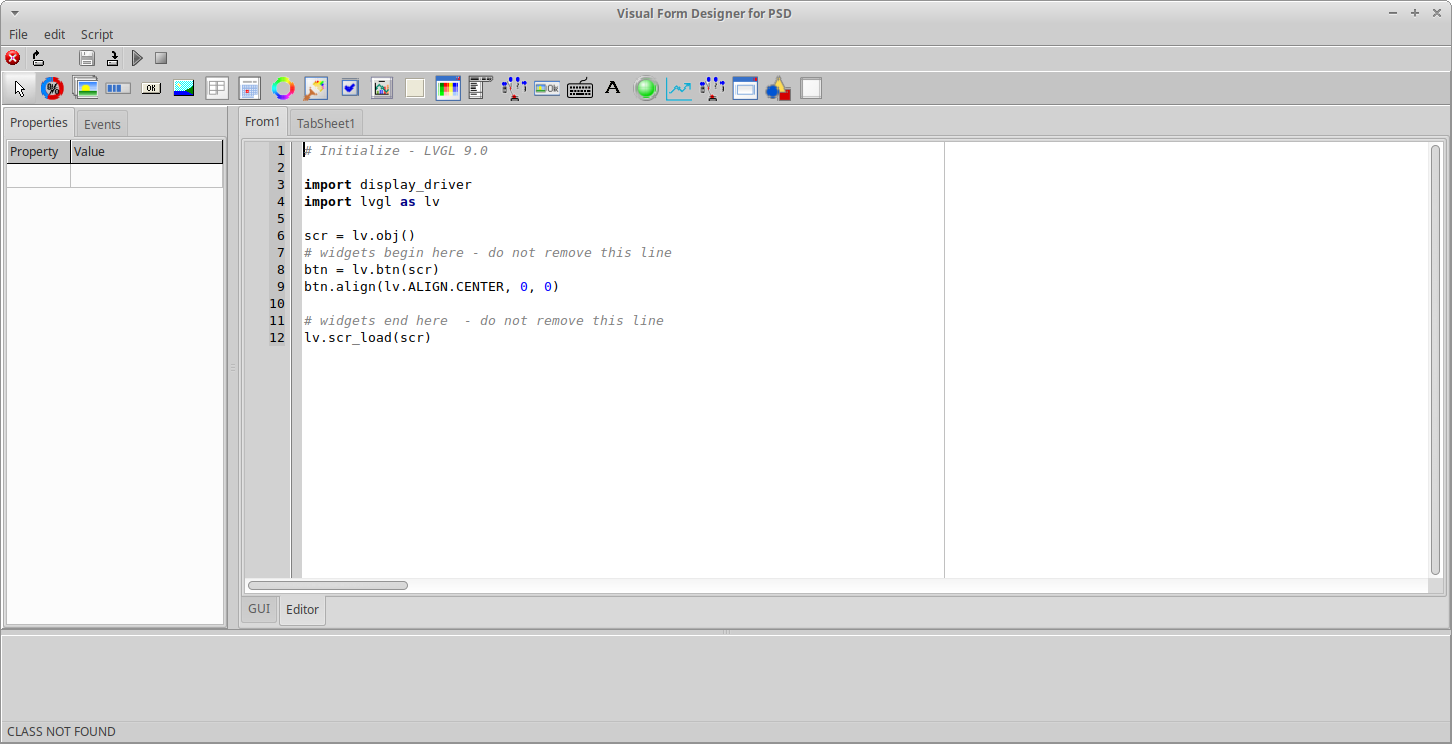 Visual Form Designer for PSD
File edit Script
OK
Ok
A
Properties Events
Property Value
From1 TabSheet1
1 # Initialize - LVGL 9.0
2
3 import display_driver
4 import lvgl as lv
5
6 scr = lv.obj()
7 # widgets begin here - do not remove this line
8 btn = lv.btn(scr)
9 btn.align(lv.ALIGN.CENTER, 0, 0)
10
11 # widgets end here  - do not remove this line
12 lv.scr_load(scr)
GUI Editor
CLASS NOT FOUND